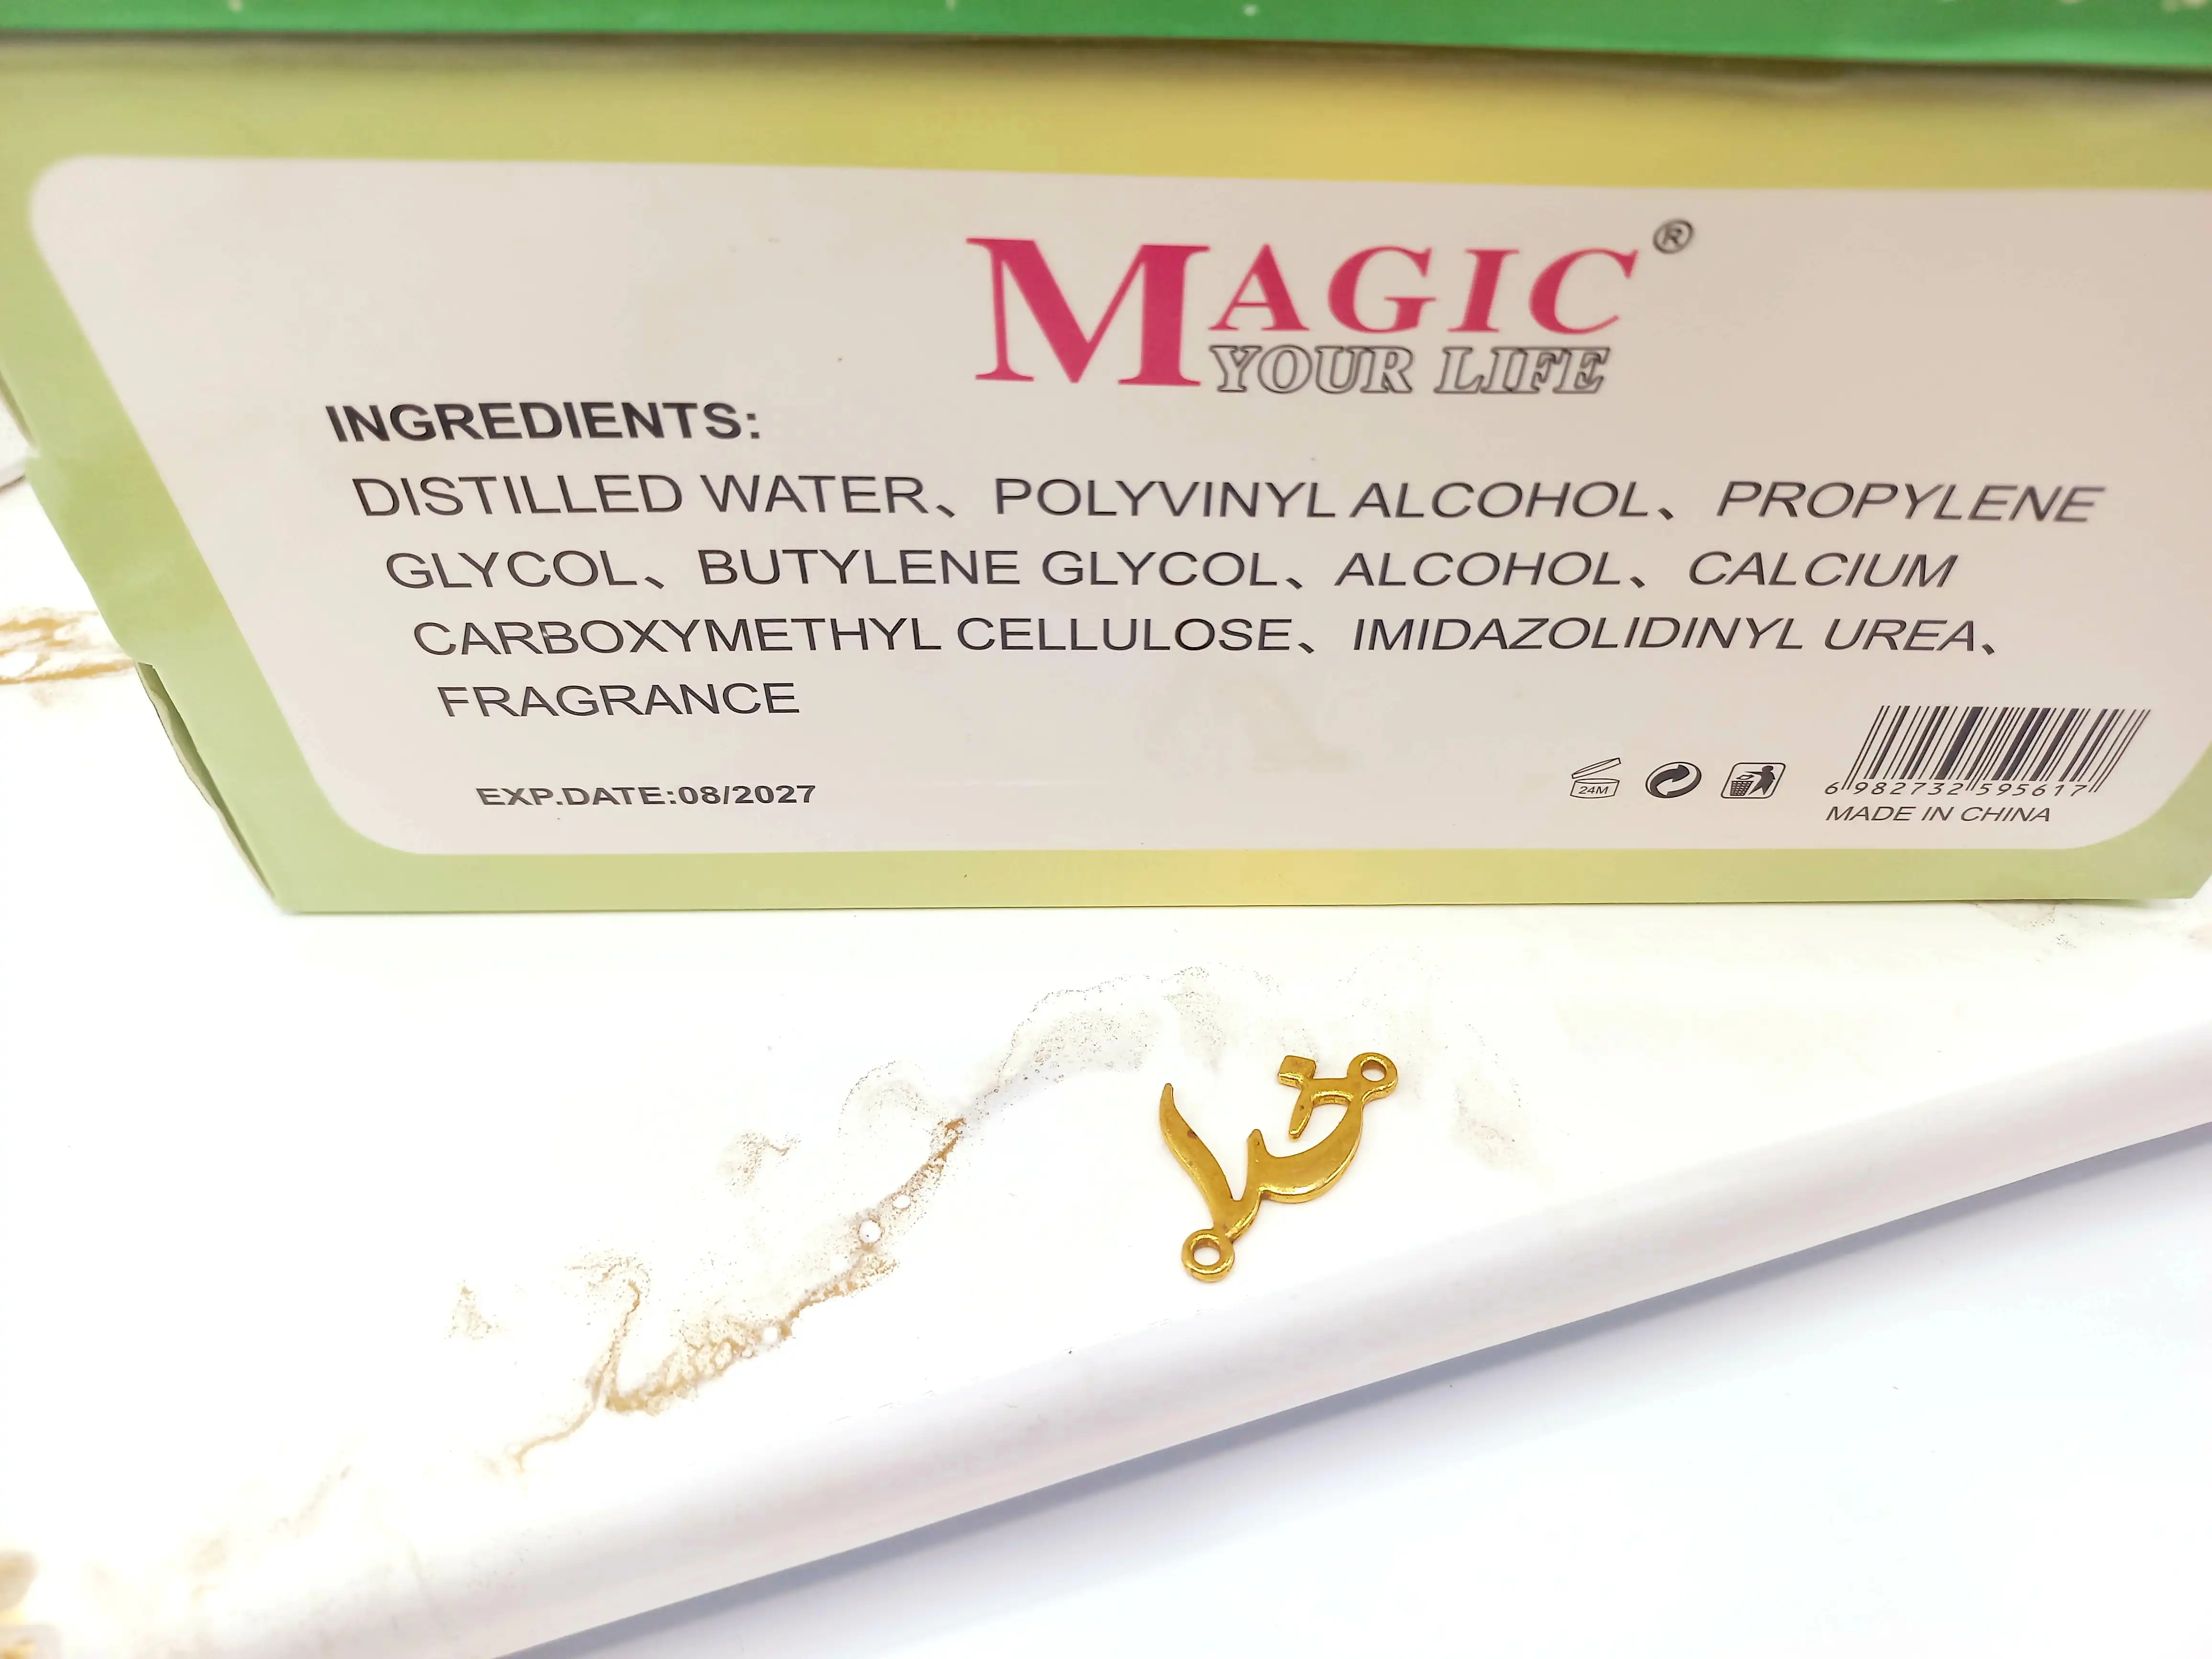 MAGIC®
YOUR LIFE
INGREDIENTS:
DISTILLED WATER、POLYVINYL ALCOHOL、PROPYLENE
GLYCOL、BUTYLENE GLYCOL、ALCOHOL、CALCIUM
CARBOXYMETHYL CELLULOSE、IMIDAZOLIDINYL UREA、
FRAGRANCE
EXP.DATE:08/2027
24M
6 982732 595617
MADE IN CHINA
خدا